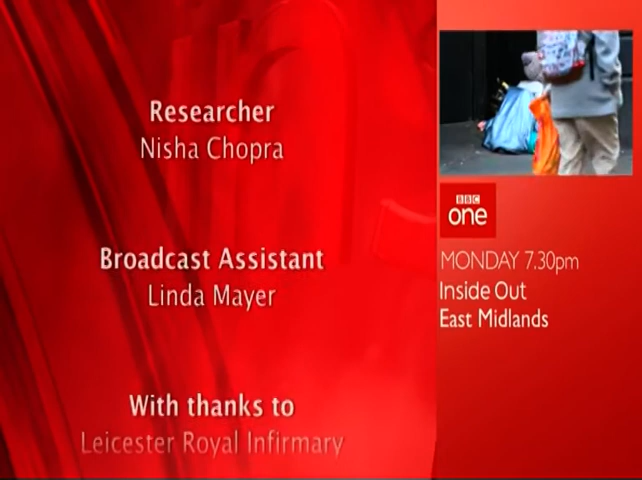 Researcher
Nisha Chopra
Broadcast Assistant
Linda Mayer
With thanks to
Leicester Royal Infirmary
BBC
one
MONDAY 7.30pm
Inside Out
East Midlands